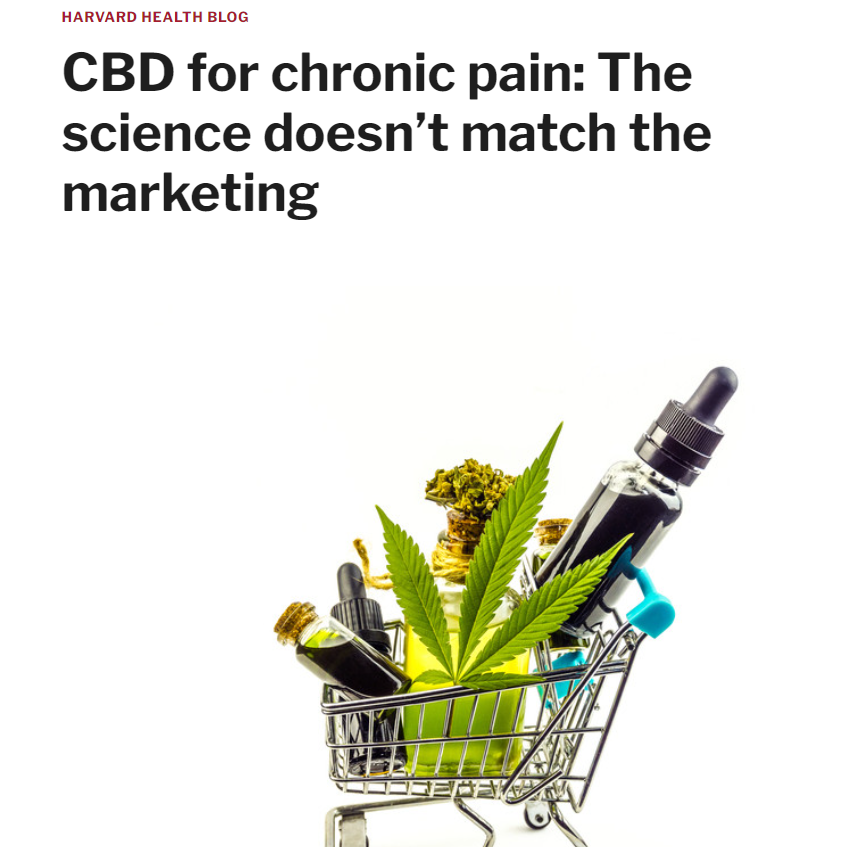 HARVARD HEALTH BLOG
CBD for chronic pain: The
science doesn’t match the
marketing